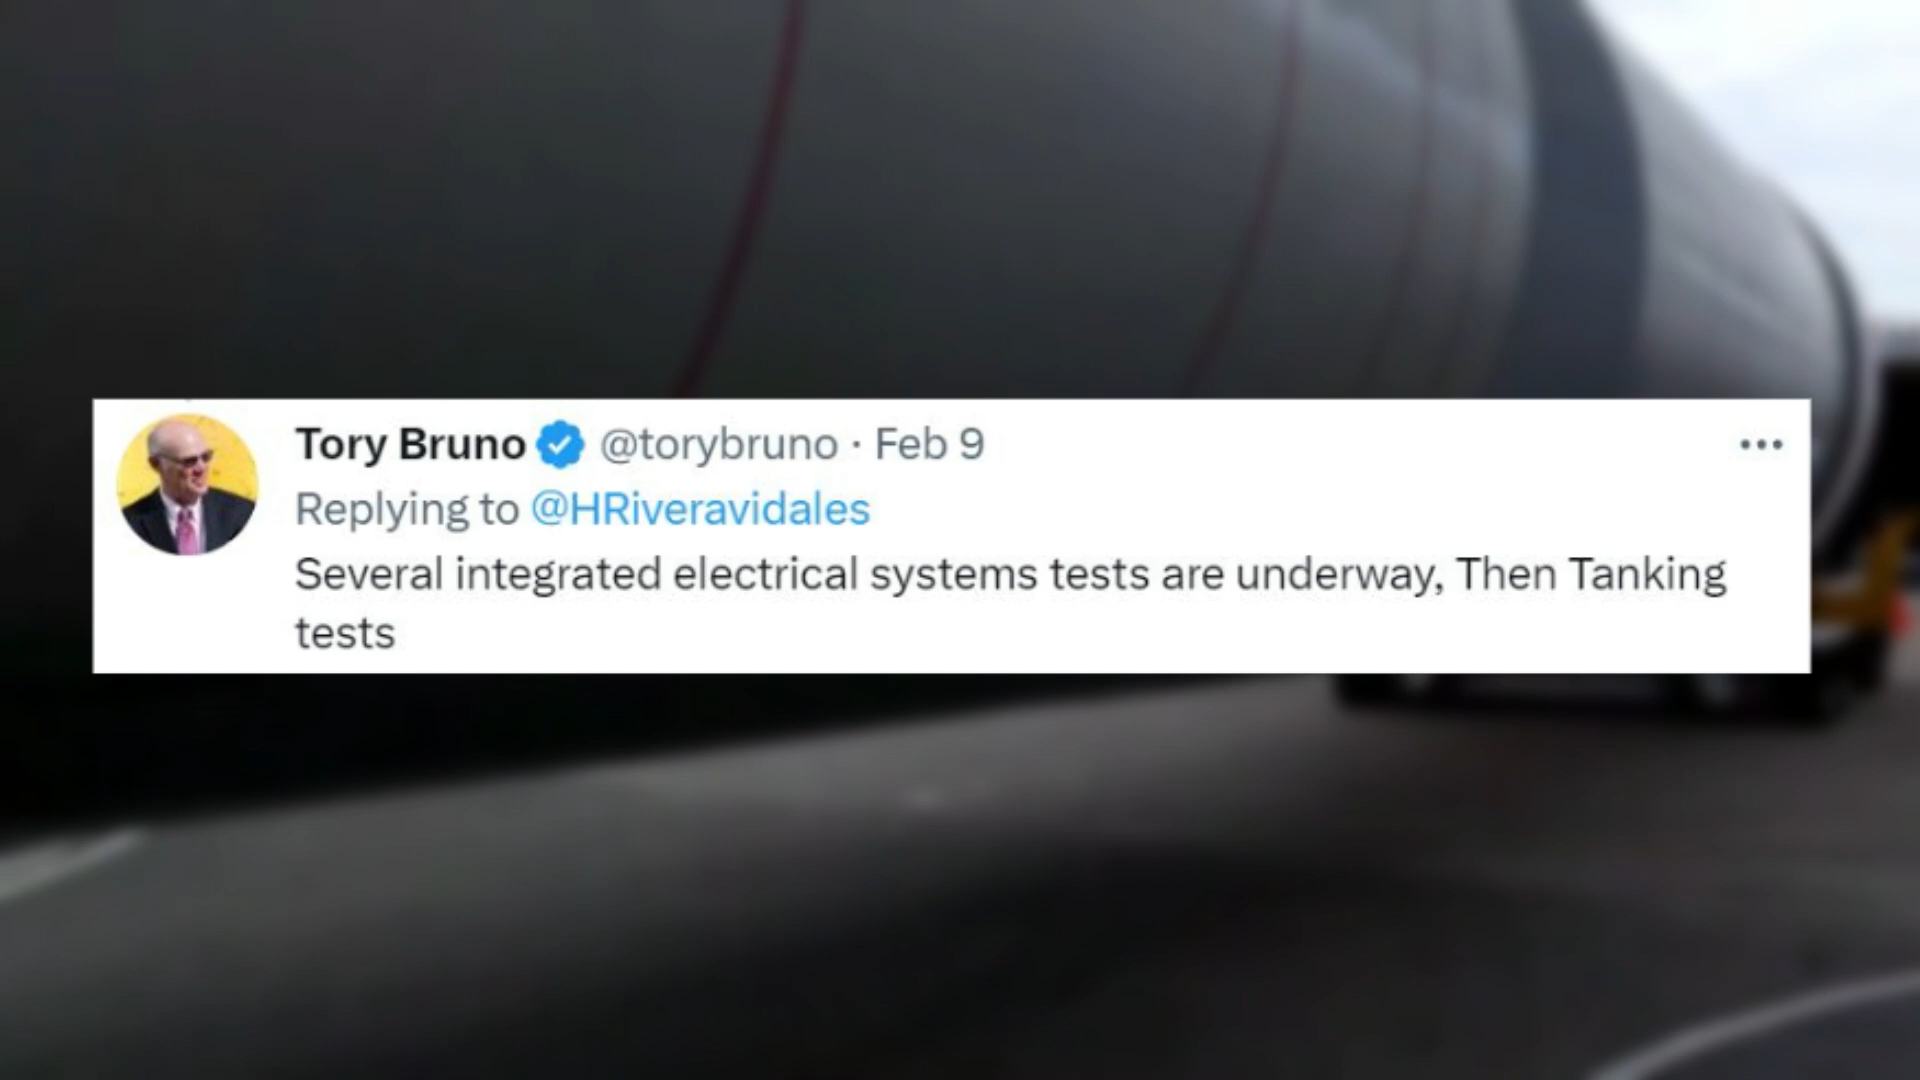 Tory Bruno @torybruno · Feb 9
Replying to @HRiveravidales
Several integrated electrical systems tests are underway, Then Tanking
tests